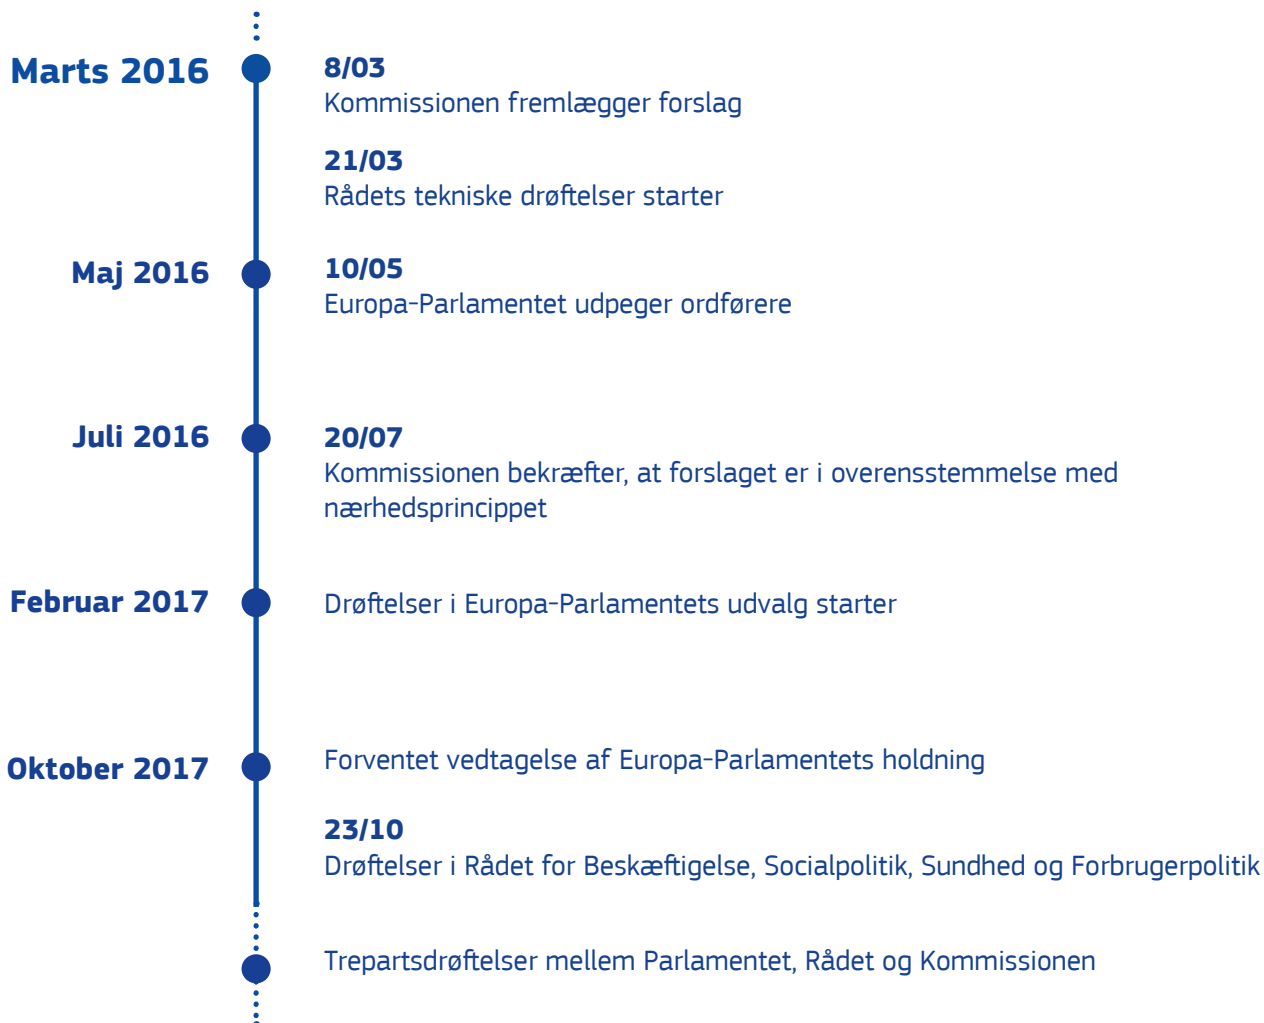 Marts 2016
8/03
Kommissionen fremlægger forslag
21/03
Rådets tekniske drøftelser starter
Maj 2016
10/05
Europa-Parlamentet udpeger ordførere
Juli 2016
20/07
Kommissionen bekræfter, at forslaget er i overensstemmelse med
nærhedsprincippet
Februar 2017
Drøftelser i Europa-Parlamentets udvalg starter
Oktober 2017
Forventet vedtagelse af Europa-Parlamentets holdning
23/10
Drøftelser i Rådet for Beskæftigelse, Socialpolitik, Sundhed og Forbrugerpolitik
Trepartsdrøftelser mellem Parlamentet, Rådet og Kommissionen